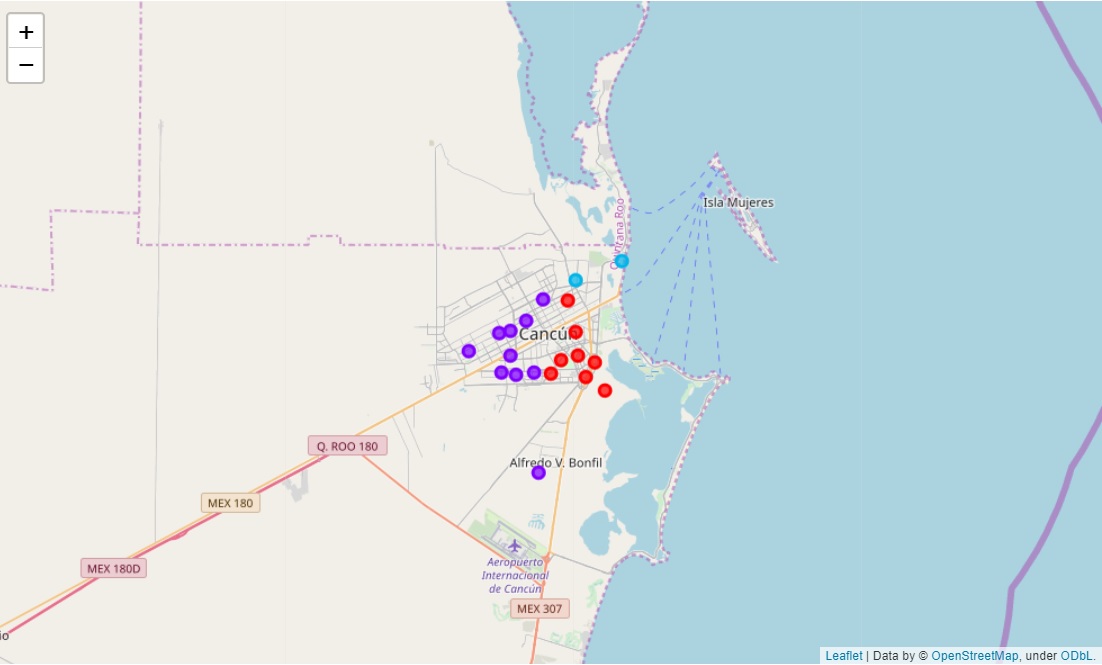 +
−
Isla Mujeres
Quintana Roo
Cancún
Q. ROO 180
Alfredo V. Bonfil
MEX 180
MEX 180D
Aeropuerto
Internacional
de Cancún
MEX 307
io
Leaflet | Data by © OpenStreetMap, under ODbL.